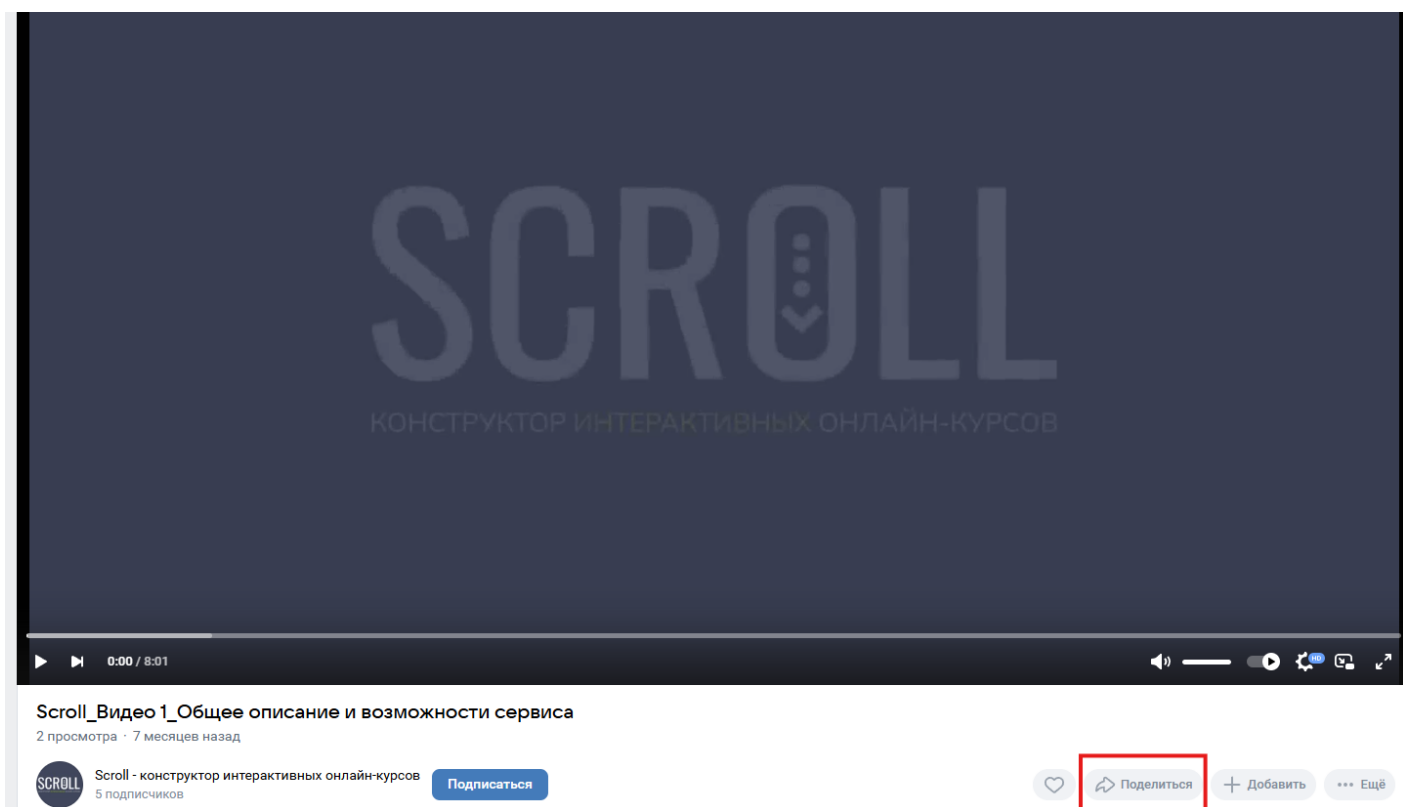 SCROLL
КОНСТРУКТОР ИНТЕРАКТИВНЫХ ОНЛАЙН-КУРСОВ
0:00 / 8:01
HD
Scroll_Видео 1_Общее описание и возможности сервиса
2 просмотра · 7 месяцев назад
SCROLL
Scroll - конструктор интерактивных онлайн-курсов
5 подписчиков
Подписаться
Поделиться
Добавить
Ещё